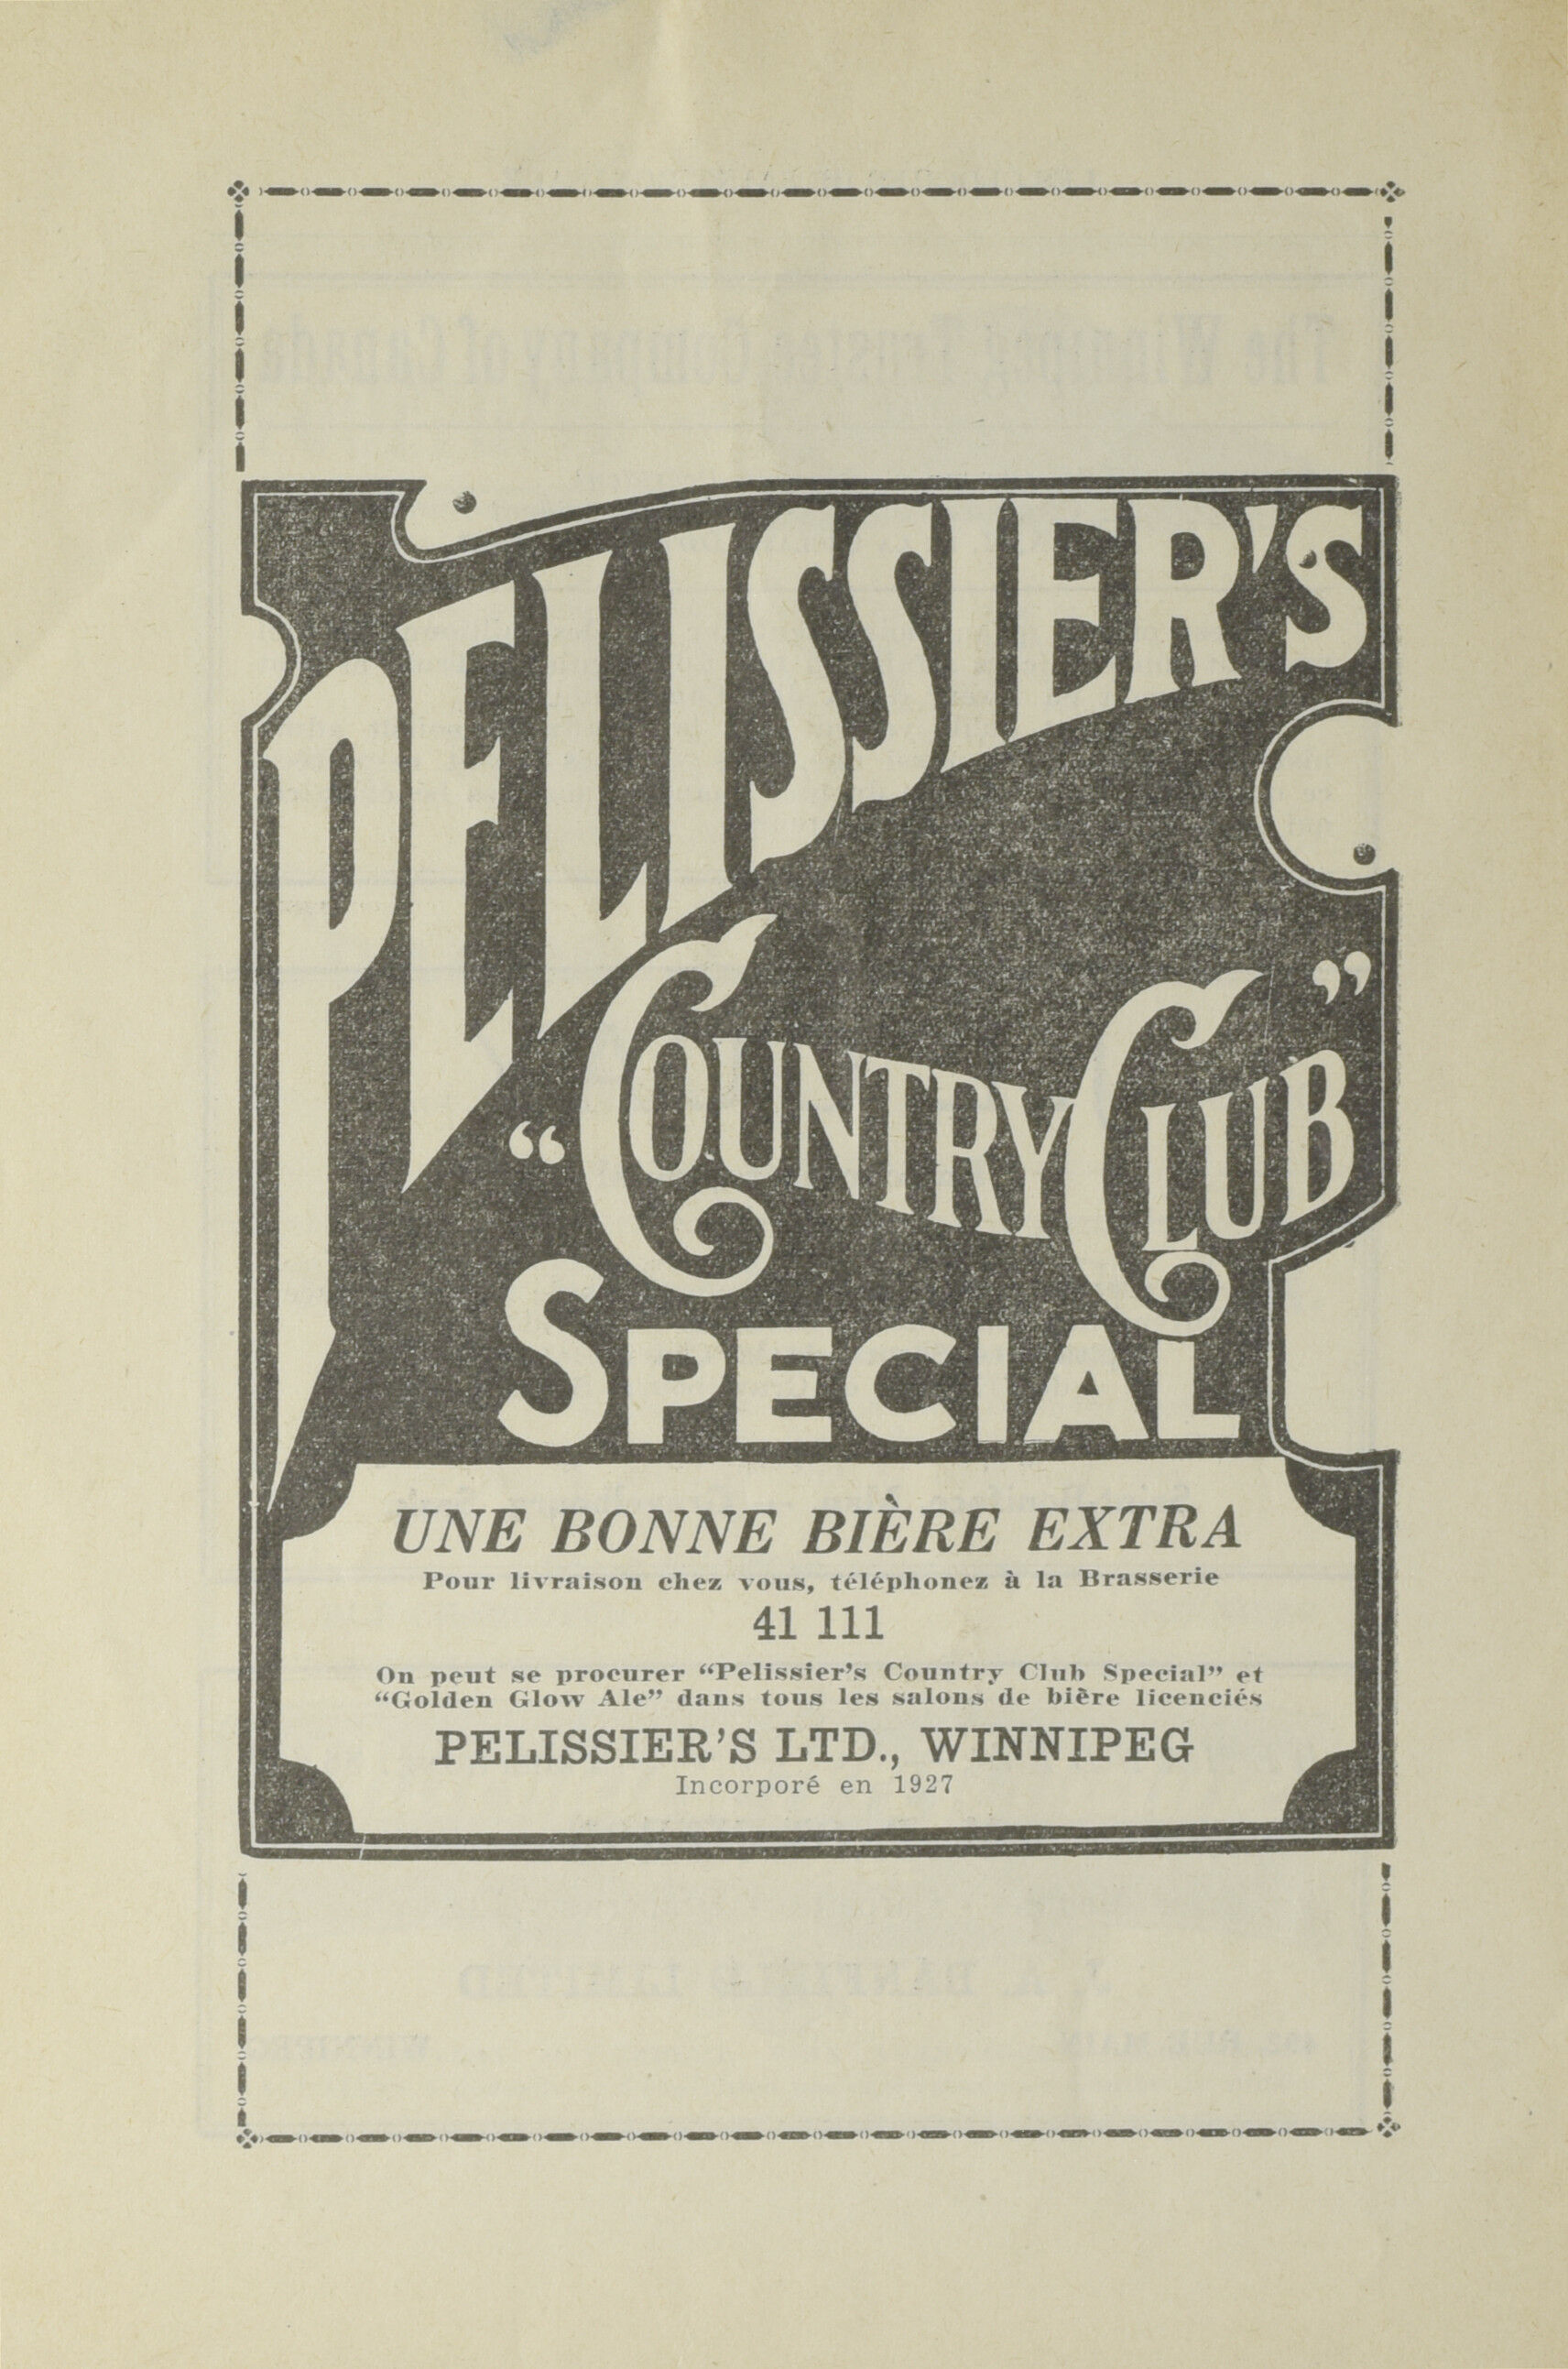 PELISSIER'S
“COUNTRY CLUB”
SPECIAL
UNE BONNE BIÈRE EXTRA
Pour livraison chez vous, téléphonez à la Brasserie
41 111
On peut se procurer “Pelissier's Country Club Special” et
“Golden Glow Ale” dans tous les salons de bière licenciés
PELISSIER'S LTD., WINNIPEG
Incorporé en 1927